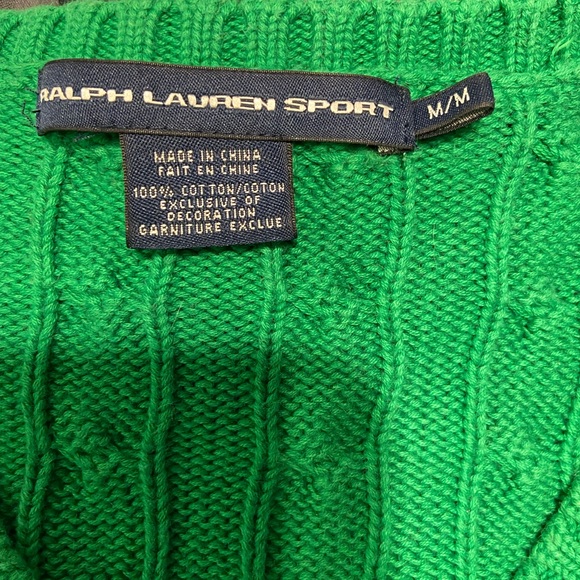 RALPH LAUREN SPORT
M/M
MADE IN CHINA
FAIT EN CHINE
100% COTTON/COTON
EXCLUSIVE OF
DECORATION
GARNITURE EXCLUE